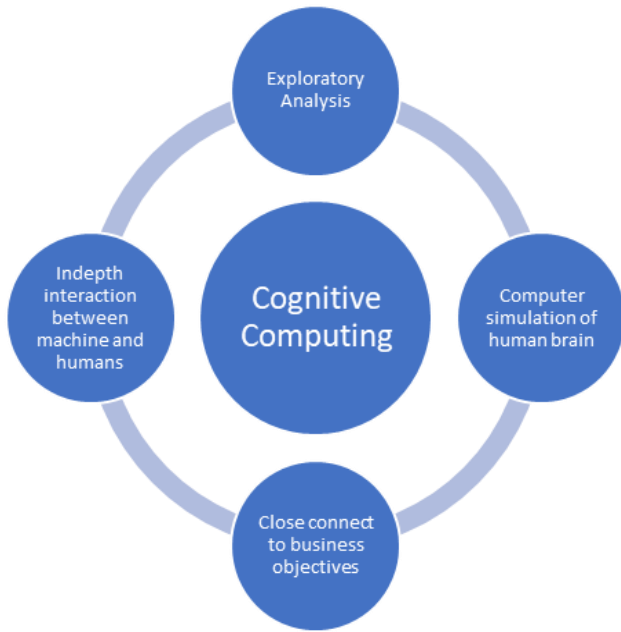 Exploratory
Analysis
Indepth
interaction
between
machine and
humans
Cognitive
Computing
Computer
simulation of
human brain
Close connect
to business
objectives